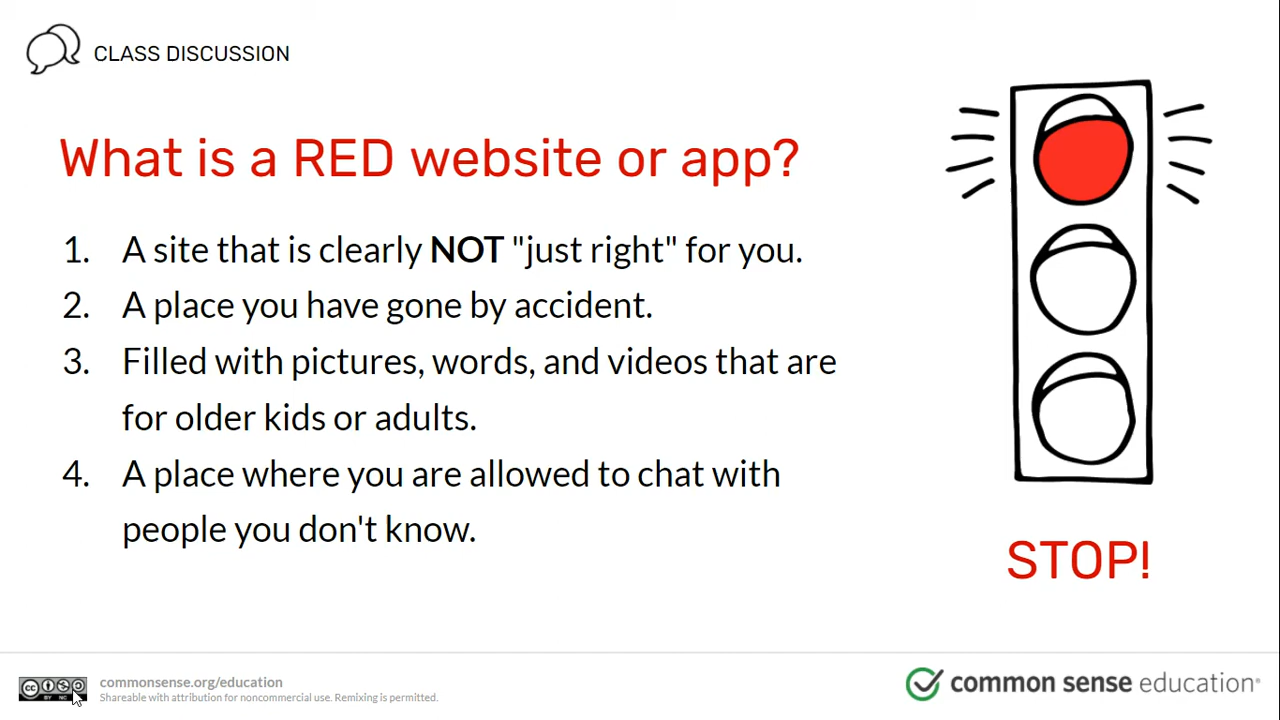 CLASS DISCUSSION
What is a RED website or app?
1. A site that is clearly NOT "just right" for you.
2. A place you have gone by accident.
3. Filled with pictures, words, and videos that are
for older kids or adults.
4. A place where you are allowed to chat with
people you don't know.
STOP!
cc BY NC
commonsense.org/education
Shareable with attribution for noncommercial use. Remixing is permitted.
common sense education®